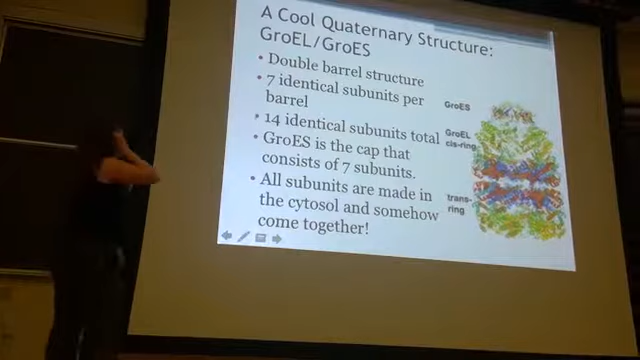 A Cool Quaternary Structure:
GroEL/GroES
• Double barrel structure
• 7 identical subunits per
barrel
• 14 identical subunits total
• GroES is the cap that
consists of 7 subunits.
• All subunits are made in
the cytosol and somehow
come together!
GroES
GroEL
cis-ring
trans-
ring